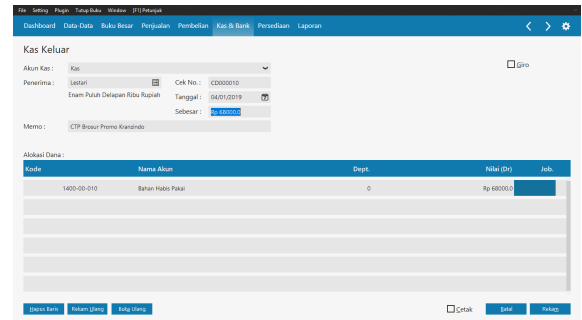 File Setting Plugin Tutup Buku Window [F1] Petunjuk
Dashboard Data-Data Buku Besar Penjualan Pembelian Kas & Bank Persediaan Laporan
Kas Keluar
Akun Kas : Kas Giro
Penerima : Lestari Cek No. : CD000010
Enam Puluh Delapan Ribu Rupiah Tanggal : 04/01/2019
Sebesar : Rp 68000,0
Memo : CTP Brosur Promo Kranzindo
Alokasi Dana :
Kode Nama Akun Dept. Nilai (Dr) Job.
1400-00-010 Bahan Habis Pakai 0 Rp 68000,0
Hapus Baris Rekam Ulang Buka Ulang Cetak Batal Rekam